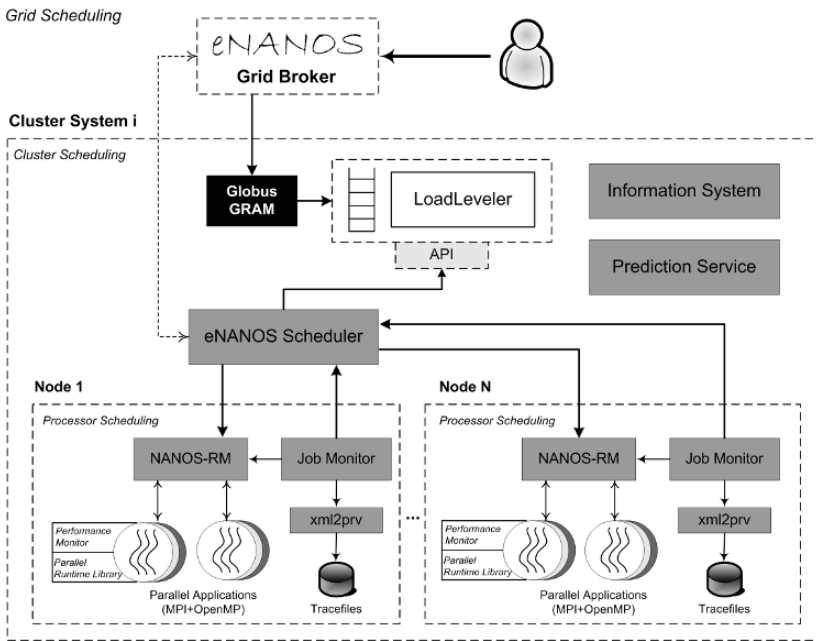 Grid Scheduling
eNANOS
Grid Broker
Cluster System i
Cluster Scheduling
Globus
GRAM
LoadLeveler
Information System
API
Prediction Service
eNANOS Scheduler
Node 1
Node N
Processor Scheduling
Processor Scheduling
NANOS-RM
Job Monitor
NANOS-RM
Job Monitor
xml2prv
...
xml2prv
Performance
Monitor
Parallel
Runtime Library
Performance
Monitor
Parallel
Runtime Library
Parallel Applications
(MPI+OpenMP)
Tracefiles
Parallel Applications
(MPI+OpenMP)
Tracefiles